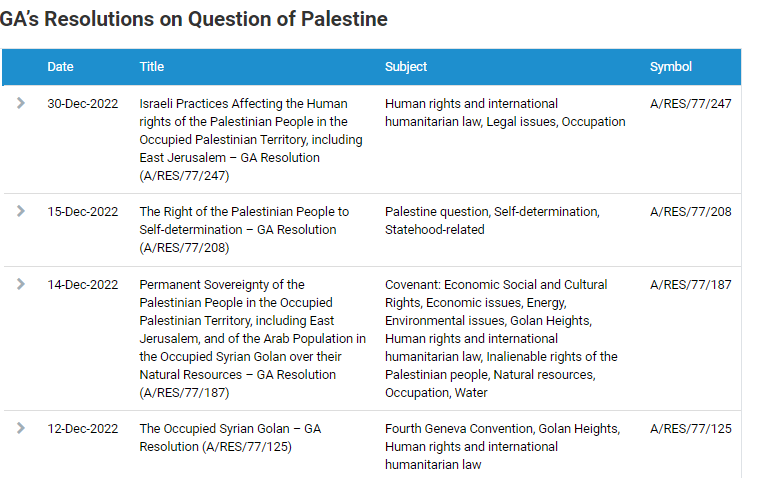 GA’s Resolutions on Question of Palestine
Date Title Subject Symbol
30-Dec-2022 Israeli Practices Affecting the Human Human rights and international A/RES/77/247
rights of the Palestinian People in the humanitarian law, Legal issues, Occupation
Occupied Palestinian Territory, including
East Jerusalem – GA Resolution
(A/RES/77/247)
15-Dec-2022 The Right of the Palestinian People to Palestine question, Self-determination, A/RES/77/208
Self-determination – GA Resolution Statehood-related
(A/RES/77/208)
14-Dec-2022 Permanent Sovereignty of the Covenant: Economic Social and Cultural A/RES/77/187
Palestinian People in the Occupied Rights, Economic issues, Energy,
Palestinian Territory, including East Environmental issues, Golan Heights,
Jerusalem, and of the Arab Population in Human rights and international
the Occupied Syrian Golan over their humanitarian law, Inalienable rights of the
Natural Resources – GA Resolution Palestinian people, Natural resources,
(A/RES/77/187) Occupation, Water
12-Dec-2022 The Occupied Syrian Golan – GA Fourth Geneva Convention, Golan Heights, A/RES/77/125
Resolution (A/RES/77/125) Human rights and international
humanitarian law